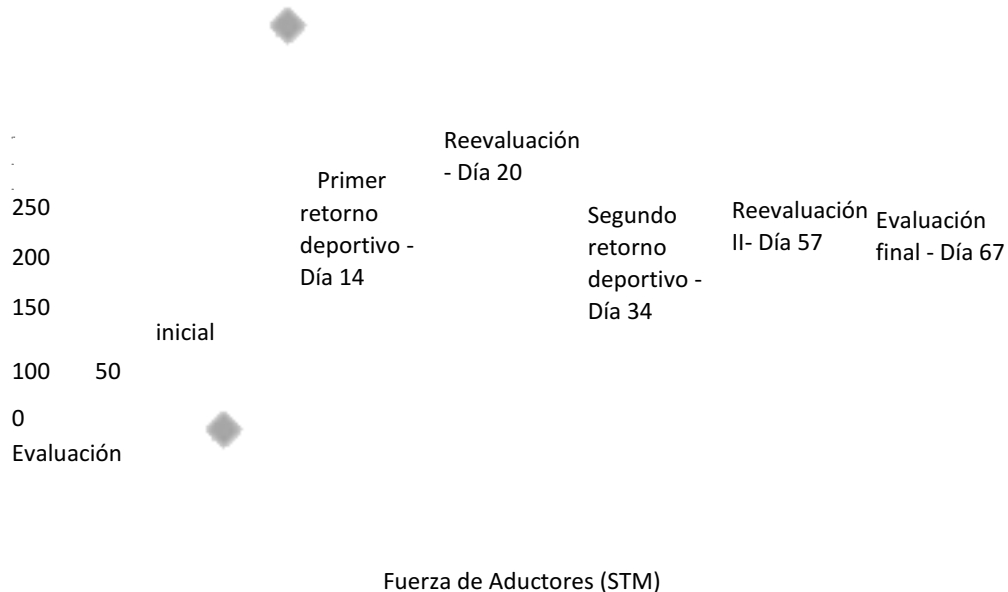 Reevaluación
- Día 20
Primer
retorno
deportivo -
Día 14
250
200
150
inicial
100 50
0
Evaluación
Segundo
retorno
deportivo -
Día 34
Reevaluación
II- Día 57
Evaluación
final - Día 67
Fuerza de Aductores (STM)